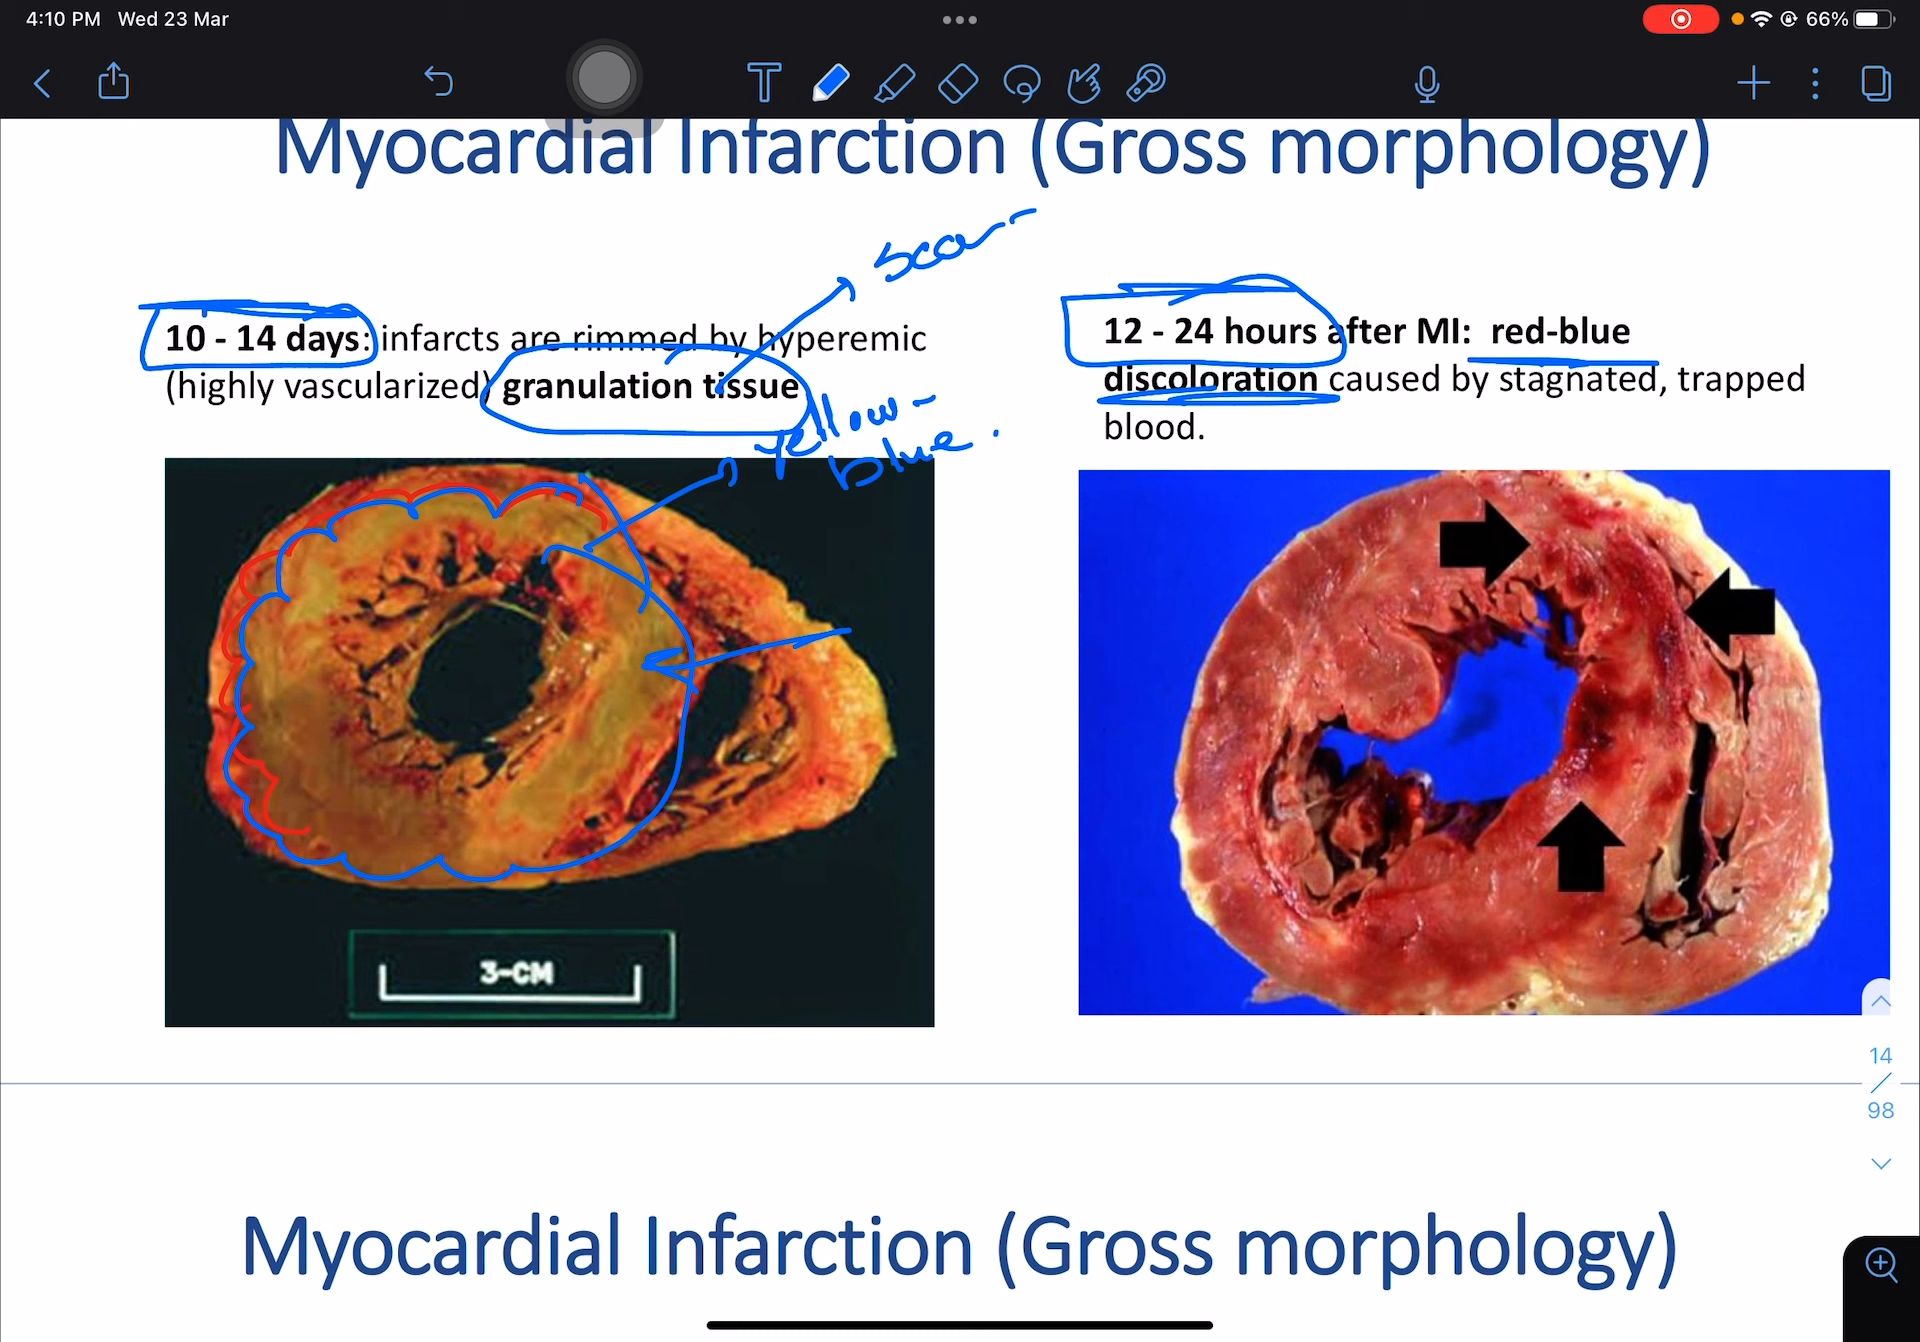 4:10 PM Wed 23 Mar
66%
Myocardial Infarction (Gross morphology)
scar
10 - 14 days: infarcts are rimmed by hyperemic
(highly vascularized) granulation tissue
yellow -
blue.
12 - 24 hours after MI: red-blue
discoloration caused by stagnated, trapped
blood.
3-CM
14
/
98
Myocardial Infarction (Gross morphology)